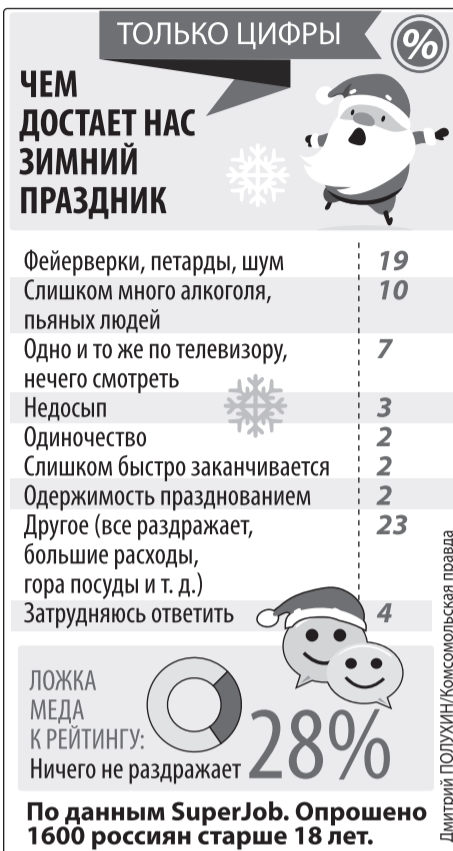 ТОЛЬКО ЦИФРЫ
%
ЧЕМ
ДОСТАЕТ НАС
ЗИМНИЙ
ПРАЗДНИК
Фейерверки, петарды, шум 19
Слишком много алкоголя, 10
пьяных людей
Одно и то же по телевизору, 7
нечего смотреть
Недосып 3
Одиночество 2
Слишком быстро заканчивается 2
Одержимость празднованием 2
Другое (все раздражает, 23
большие расходы,
гора посуды и т. д.)
Затрудняюсь ответить 4
ЛОЖКА
МЕДА
К РЕЙТИНГУ:
Ничего не раздражает 28%
По данным SuperJob. Опрошено
1600 россиян старше 18 лет.
Дмитрий ПОЛУХИН/Комсомольская правда